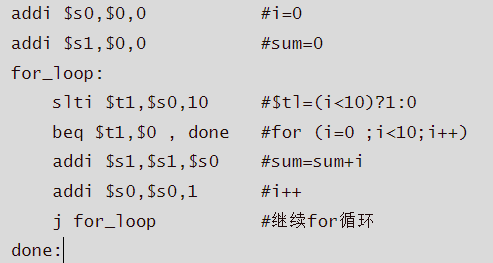 addi $s0,$0,0 #i=0
addi $s1,$0,0 #sum=0
for_loop:
slti $t1,$s0,10 #$tl=(i<10)?1:0
beq $t1,$0 , done #for (i=0 ;i<10;i++)
addi $s1,$s1,$s0 #sum=sum+i
addi $s0,$s0,1 #i++
j for_loop #继续for循环
done: